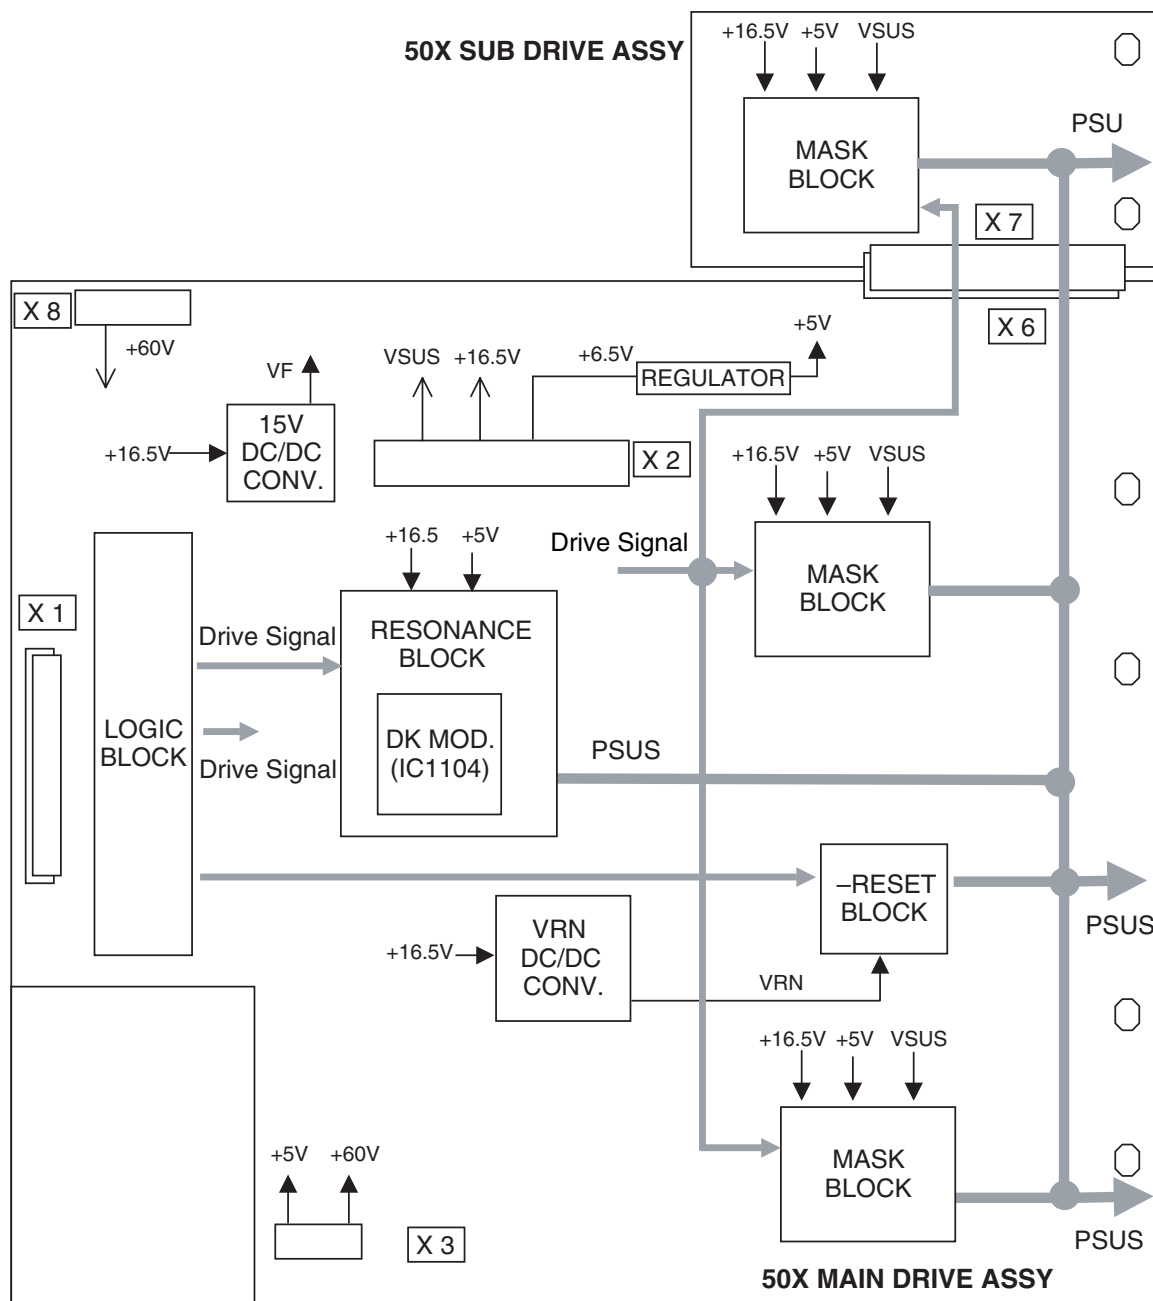 50X SUB DRIVE ASSY
+16.5V +5V VSUS
MASK
BLOCK
PSU
X 7
X 6
X 8
+60V
VF
+16.5V
15V
DC/DC
CONV.
VSUS +16.5V
+6.5V
REGULATOR
+5V
X 2
+16.5V +5V VSUS
Drive Signal
MASK
BLOCK
X 1
LOGIC
BLOCK
Drive Signal
Drive Signal
+16.5 +5V
RESONANCE
BLOCK
DK MOD.
(IC1104)
PSUS
–RESET
BLOCK
PSUS
+16.5V
VRN
DC/DC
CONV.
VRN
+16.5V +5V VSUS
MASK
BLOCK
PSUS
+5V +60V
X 3
50X MAIN DRIVE ASSY